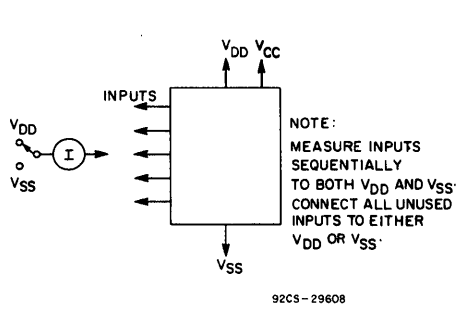 VDD VCC
INPUTS
VDD
I
VSS
NOTE:
MEASURE INPUTS
SEQUENTIALLY
TO BOTH VDD AND VSS.
CONNECT ALL UNUSED
INPUTS TO EITHER
VDD OR VSS.
VSS
92CS-29608